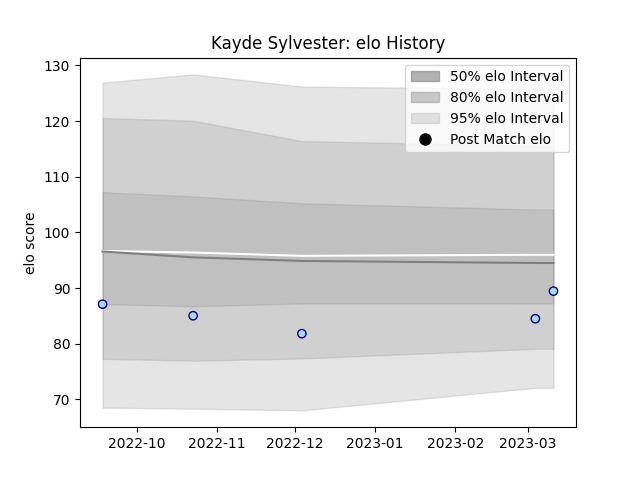 Kayde Sylvester: elo History
130
120
110
100
90
80
70
elo score
50% elo Interval
80% elo Interval
95% elo Interval
Post Match elo
2022-10
2022-11
2022-12
2023-01
2023-02
2023-03